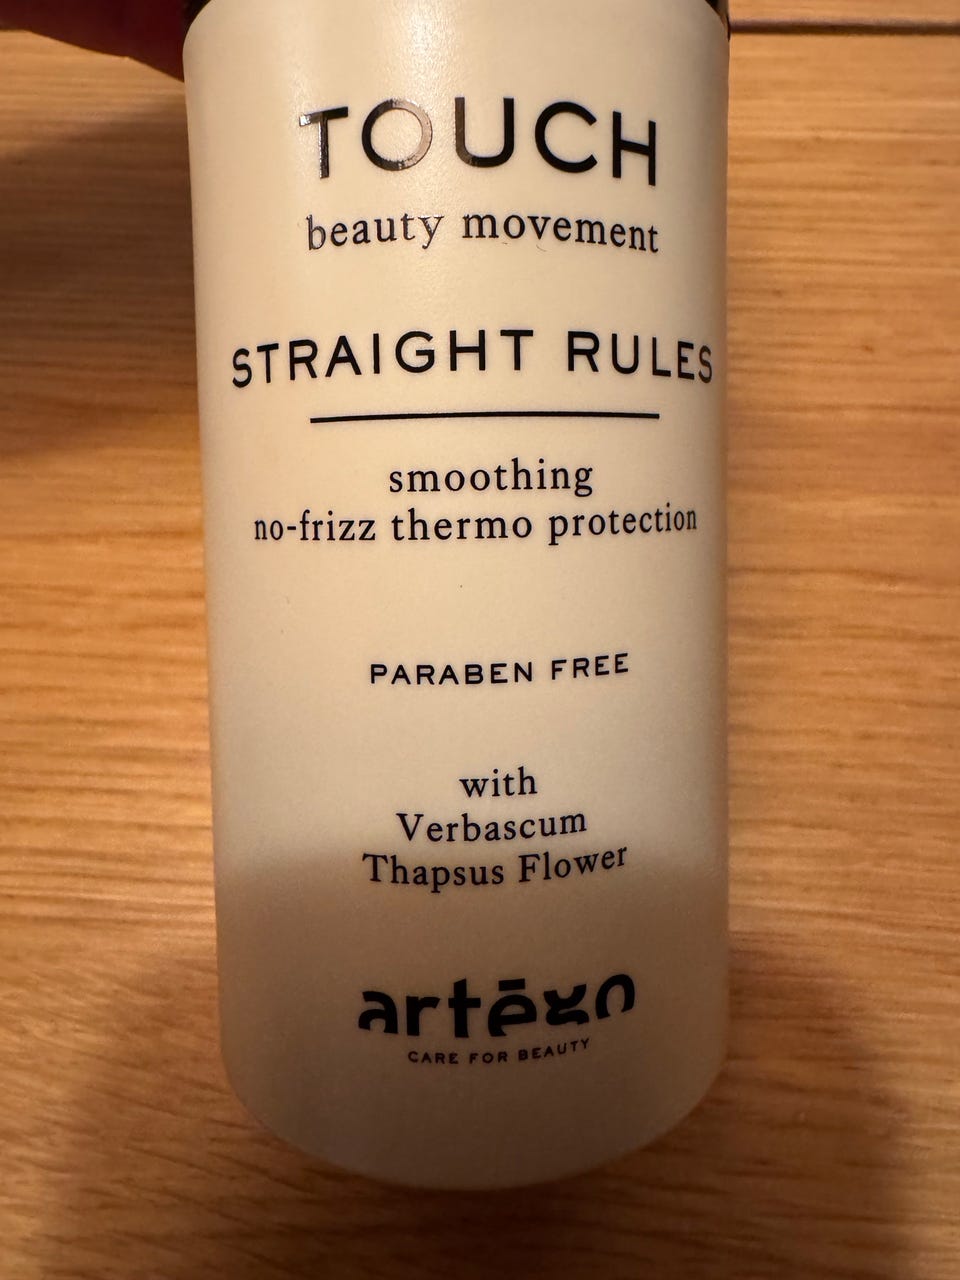 TOUCH
beauty movement
STRAIGHT RULES
smoothing
no-frizz thermo protection
PARABEN FREE
with
Verbascum
Thapsus Flower
artēgo
CARE FOR BEAUTY